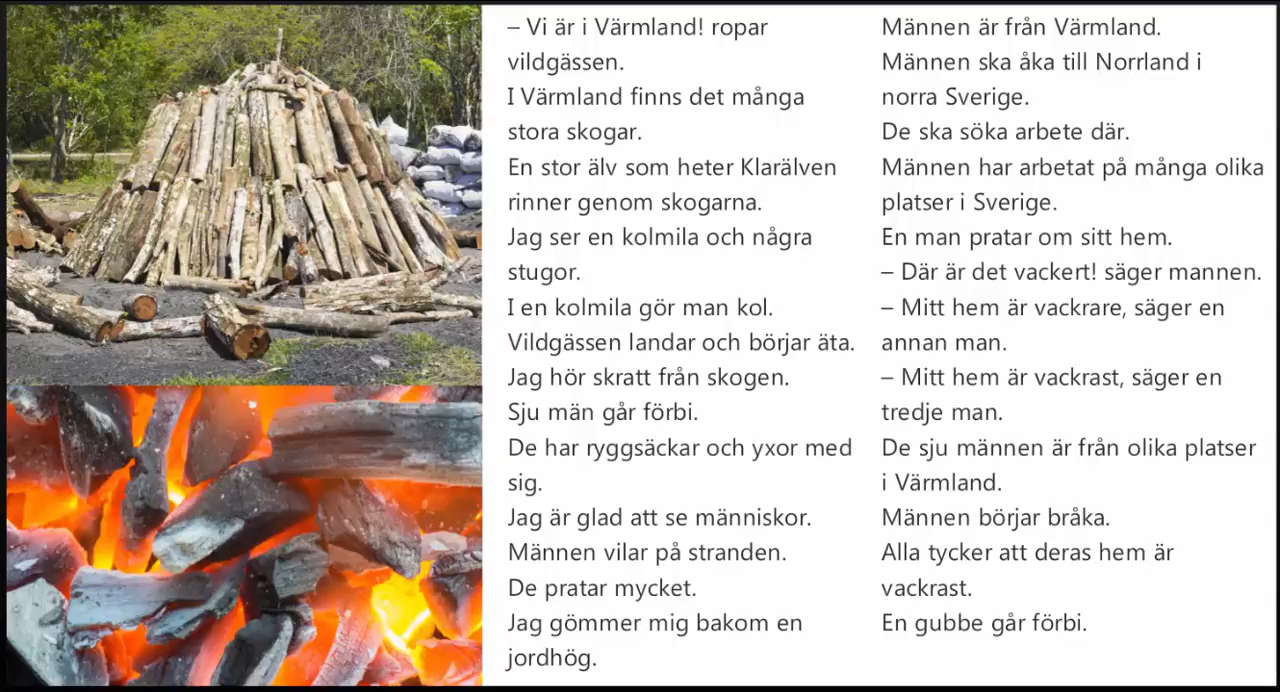 – Vi är i Värmland! ropar
vildgässen.
I Värmland finns det många
stora skogar.
En stor älv som heter Klarälven
rinner genom skogarna.
Jag ser en kolmila och några
stugor.
I en kolmila gör man kol.
Vildgässen landar och börjar äta.
Jag hör skratt från skogen.
Sju män går förbi.
De har ryggsäckar och yxor med
sig.
Jag är glad att se människor.
Männen vilar på stranden.
De pratar mycket.
Jag gömmer mig bakom en
jordhög.
Männen är från Värmland.
Männen ska åka till Norrland i
norra Sverige.
De ska söka arbete där.
Männen har arbetat på många olika
platser i Sverige.
En man pratar om sitt hem.
– Där är det vackert! säger mannen.
– Mitt hem är vackrare, säger en
annan man.
– Mitt hem är vackrast, säger en
tredje man.
De sju männen är från olika platser
i Värmland.
Männen börjar bråka.
Alla tycker att deras hem är
vackrast.
En gubbe går förbi.